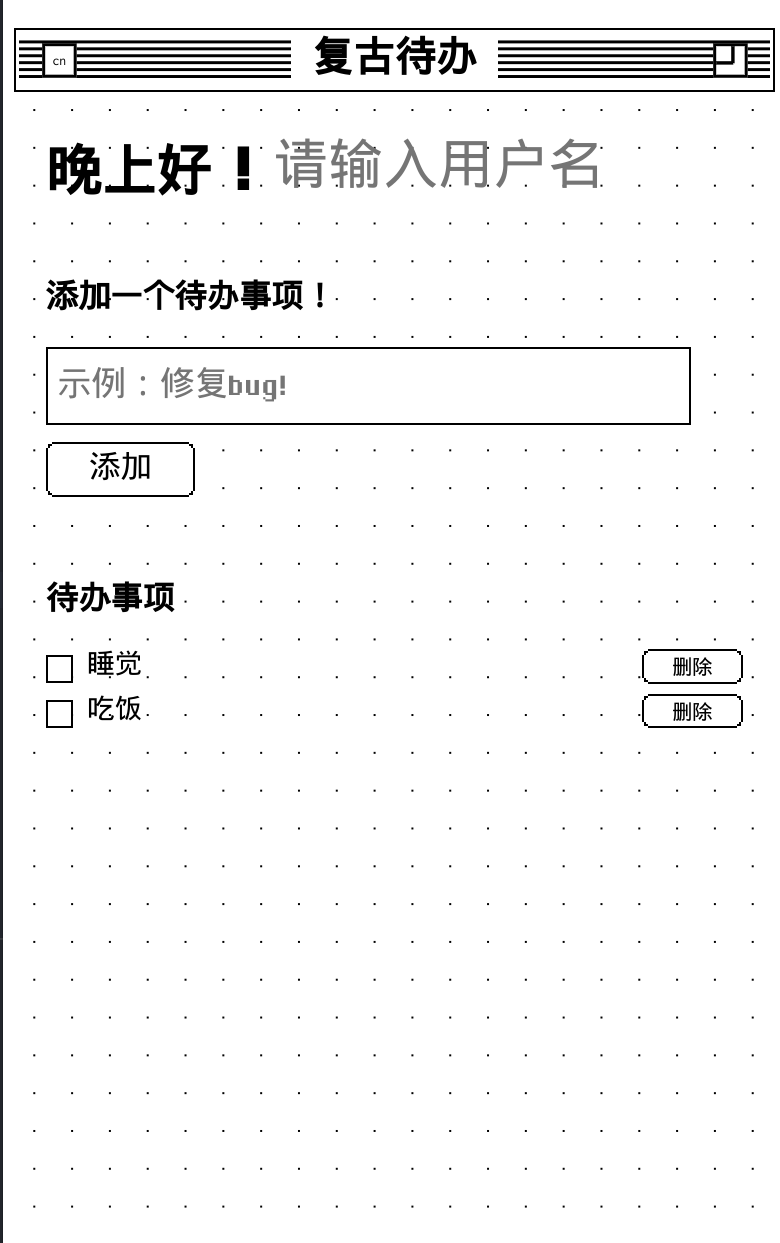 cn 复古待办
晚上好！请输入用户名
添加一个待办事项！
示例：修复bug!
添加
待办事项
睡觉 删除
吃饭 删除